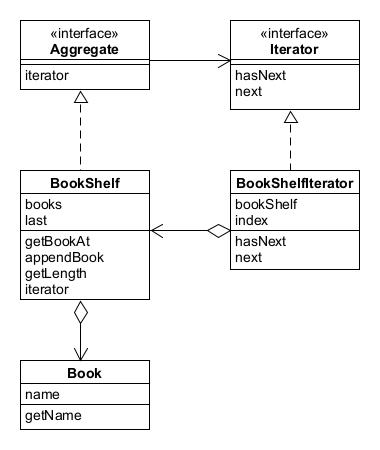 «interface»
Aggregate
iterator
«interface»
Iterator
hasNext
next
BookShelf
books
last
getBookAt
appendBook
getLength
iterator
BookShelfIterator
bookShelf
index
hasNext
next
Book
name
getName